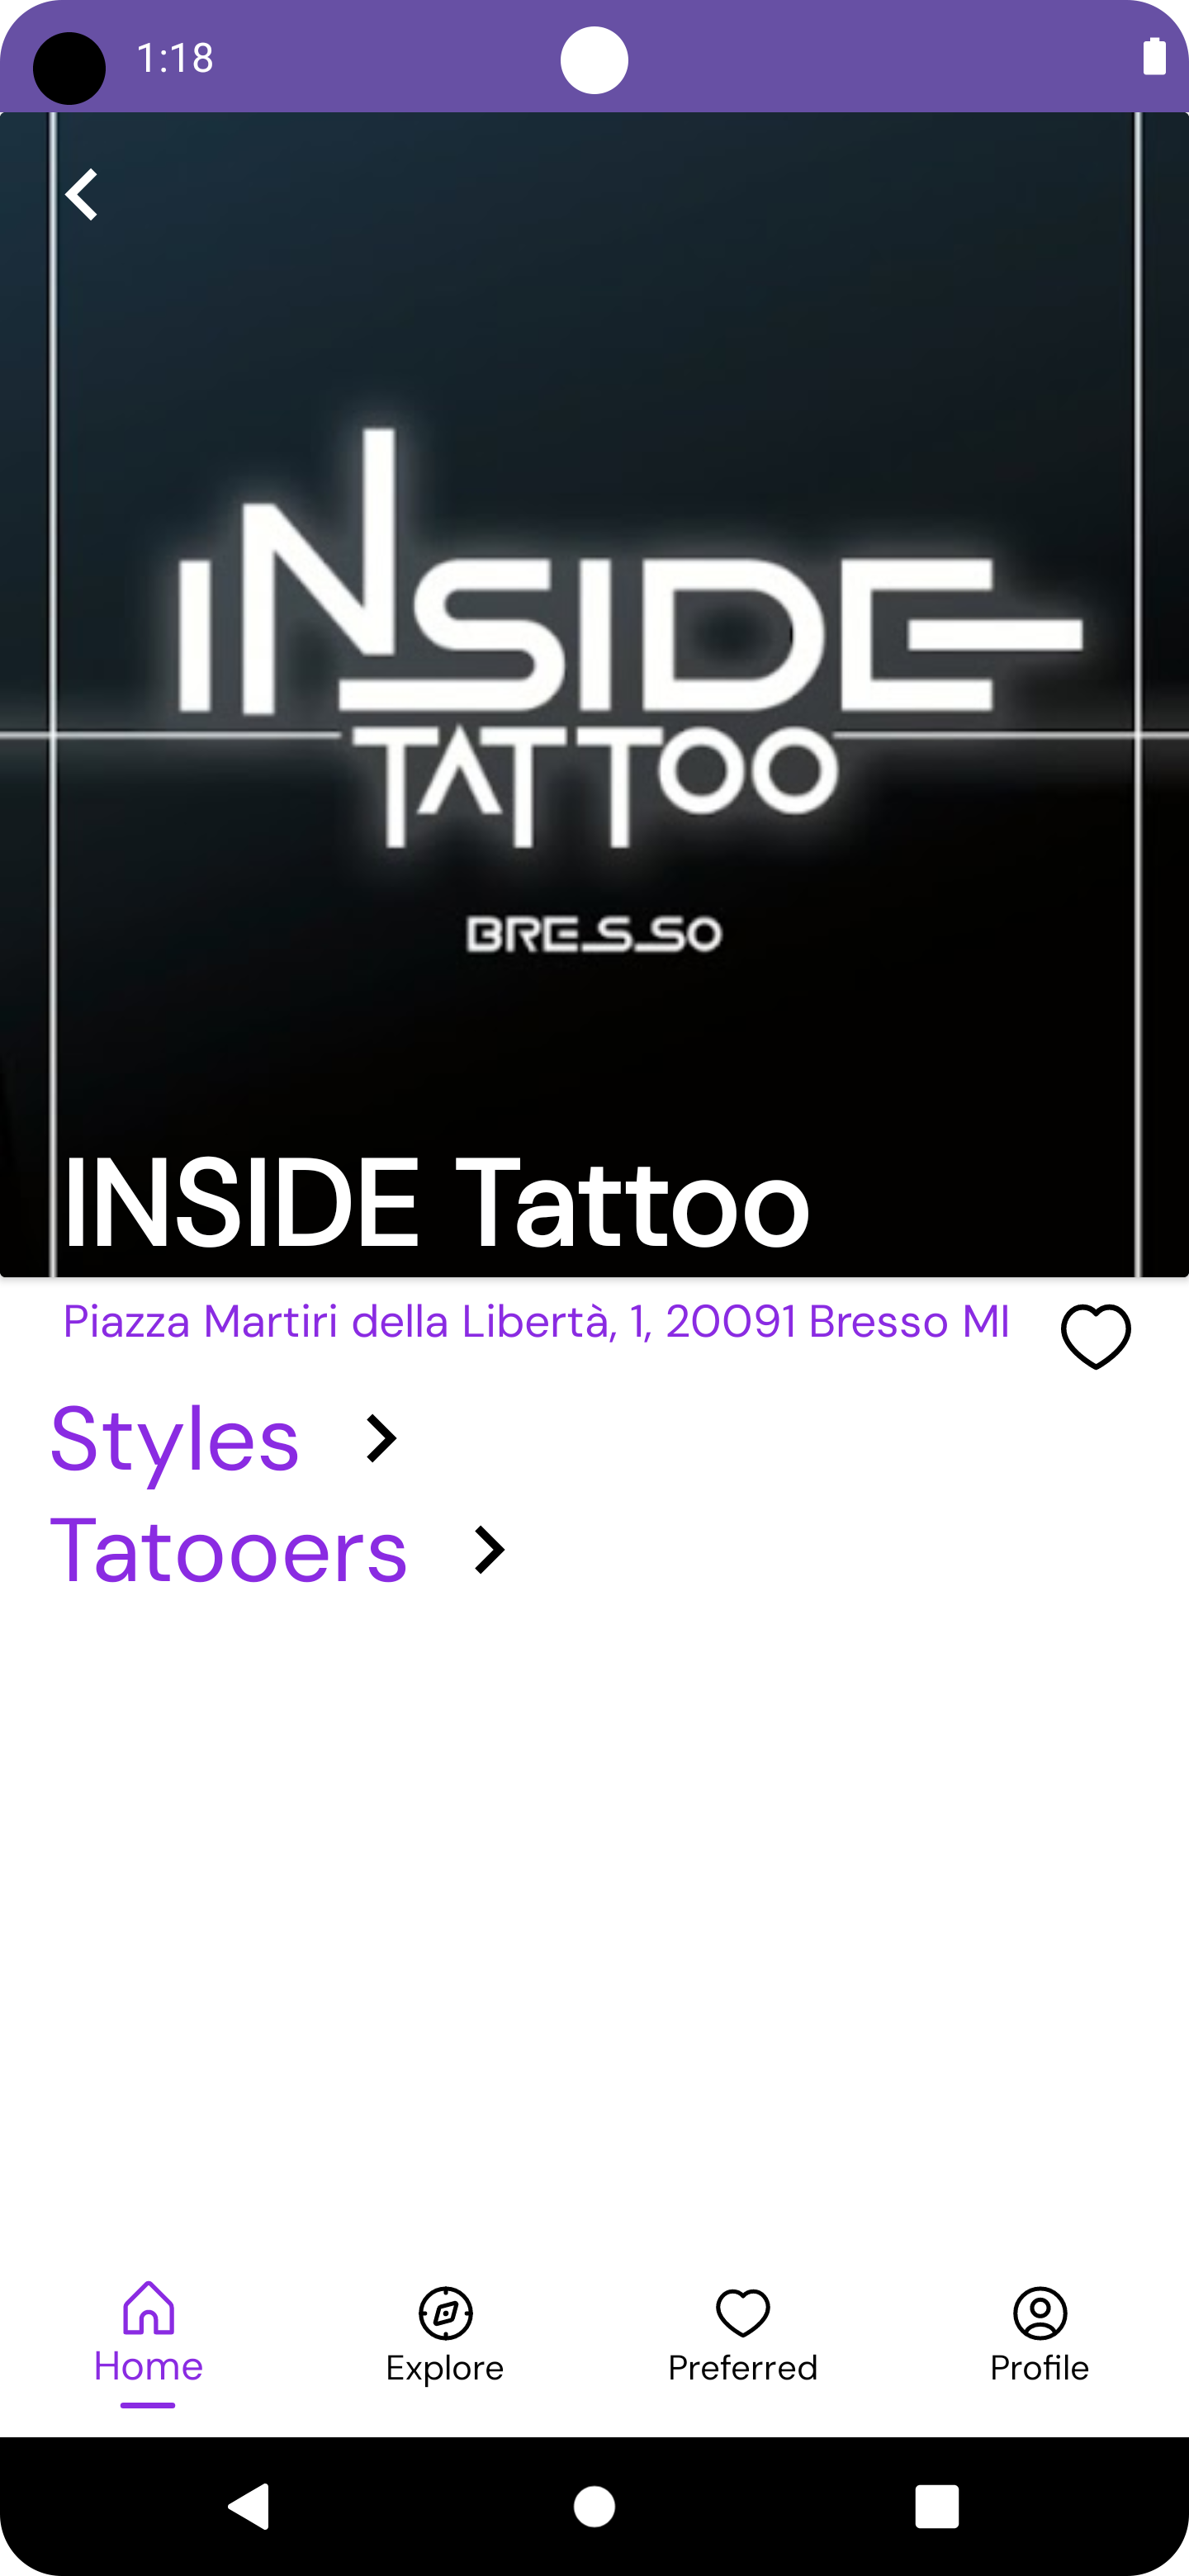 1:18
INSIDE
TATTOO
BRESSO
INSIDE Tattoo
Piazza Martiri della Libertà, 1, 20091 Bresso MI
Styles
Tatooers
Home
Explore
Preferred
Profile